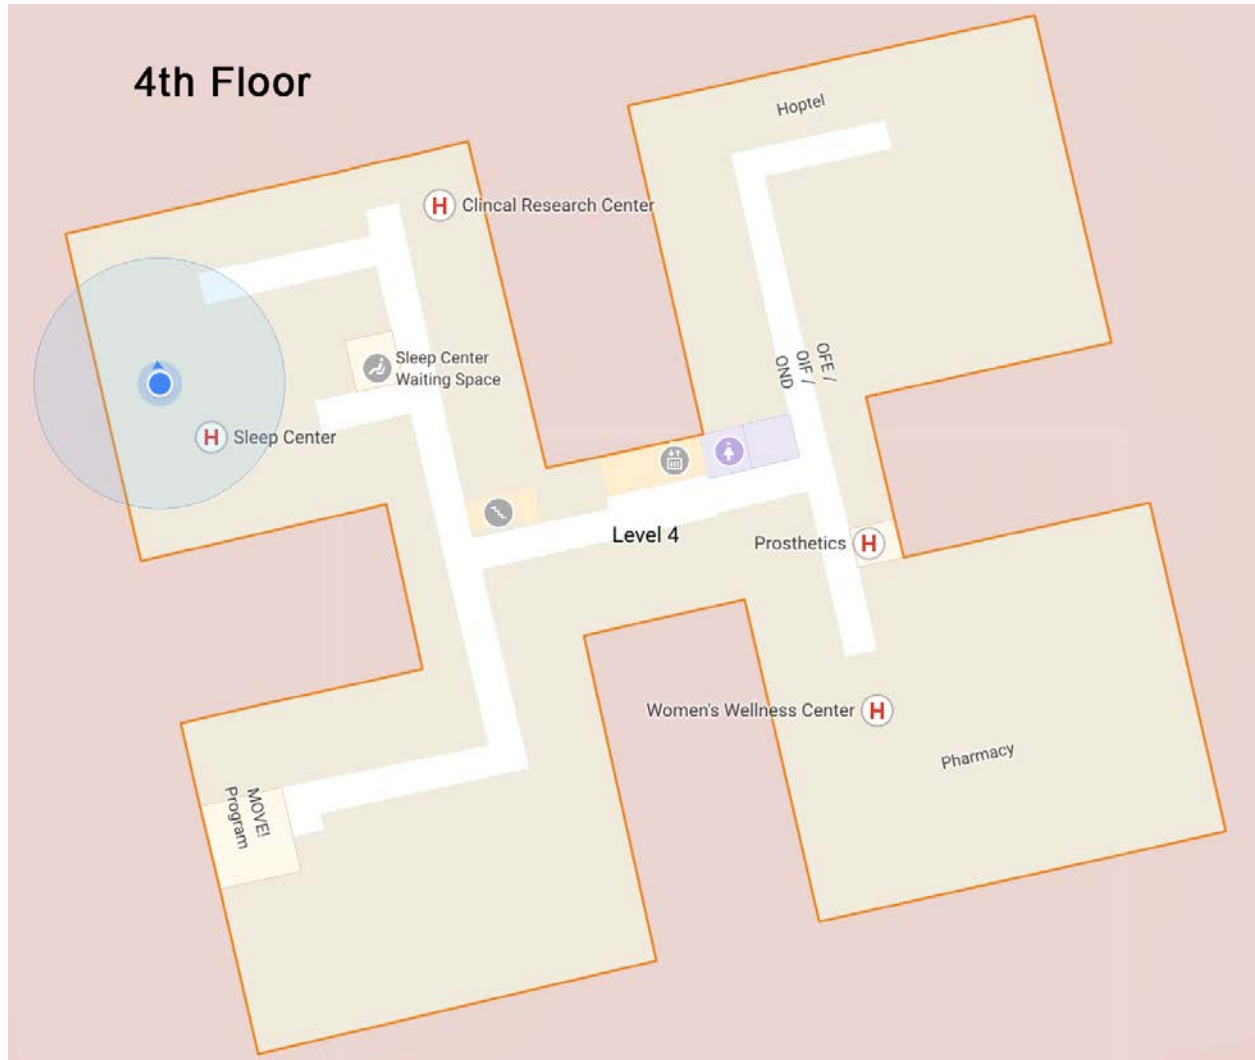 4th Floor
Hoptel
H Clincal Research Center
OFE /
OIF /
OND
Sleep Center
Waiting Space
H Sleep Center
Level 4
Prosthetics H
Women's Wellness Center H
Pharmacy
MOVE!
Program